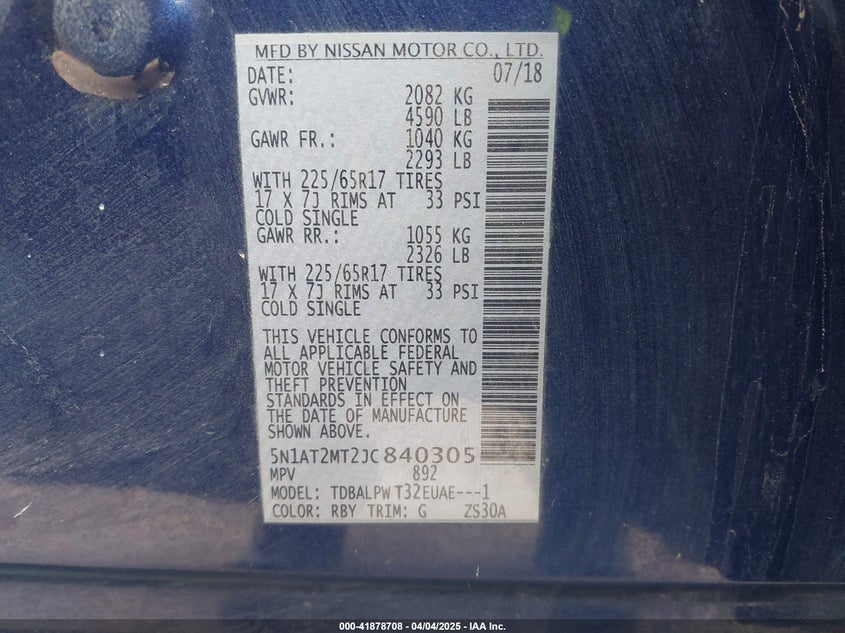 MFD BY NISSAN MOTOR CO., LTD.
DATE: 07/18
GVWR: 2082 KG
4590 LB
GAWR FR.: 1040 KG
2293 LB
WITH 225/65R17 TIRES
17 X 7J RIMS AT 33 PSI
COLD SINGLE
GAWR RR.: 1055 KG
2326 LB
WITH 225/65R17 TIRES
17 X 7J RIMS AT 33 PSI
COLD SINGLE
THIS VEHICLE CONFORMS TO
ALL APPLICABLE FEDERAL
MOTOR VEHICLE SAFETY AND
THEFT PREVENTION
STANDARDS IN EFFECT ON
THE DATE OF MANUFACTURE
SHOWN ABOVE.
5N1AT2MT2JC840305
MPV 892
MODEL: TDBALPW T32EUAE---1
COLOR: RBY TRIM: G ZS30A
000-41878708 - 04/04/2025 - IAA Inc.